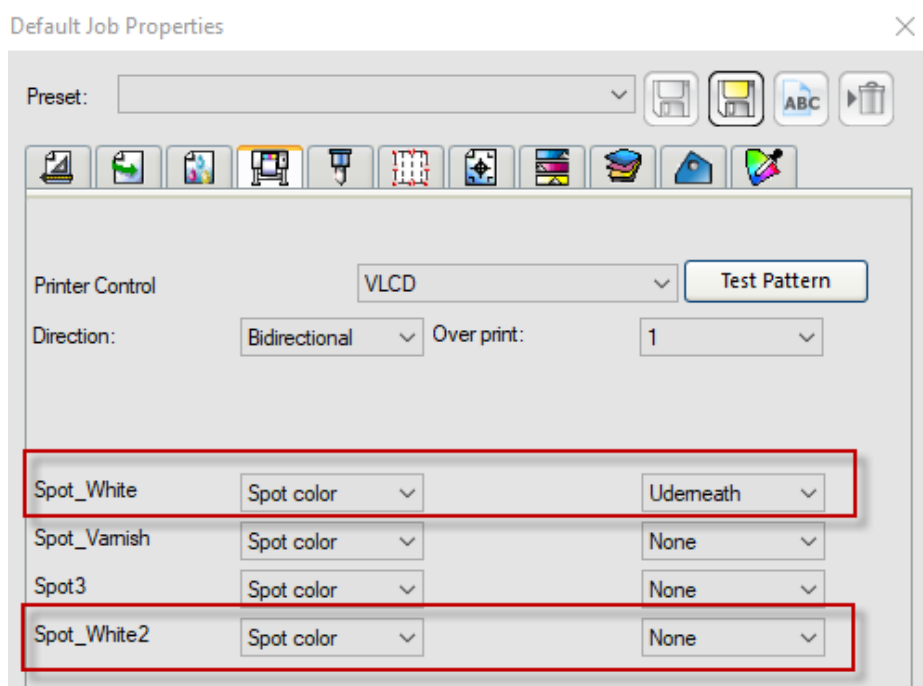 Default Job Properties
Preset:
ABC
Printer Control VLCD Test Pattern
Direction: Bidirectional Over print: 1
Spot_White Spot color Uderneath
Spot_Varnish Spot color None
Spot3 Spot color None
Spot_White2 Spot color None